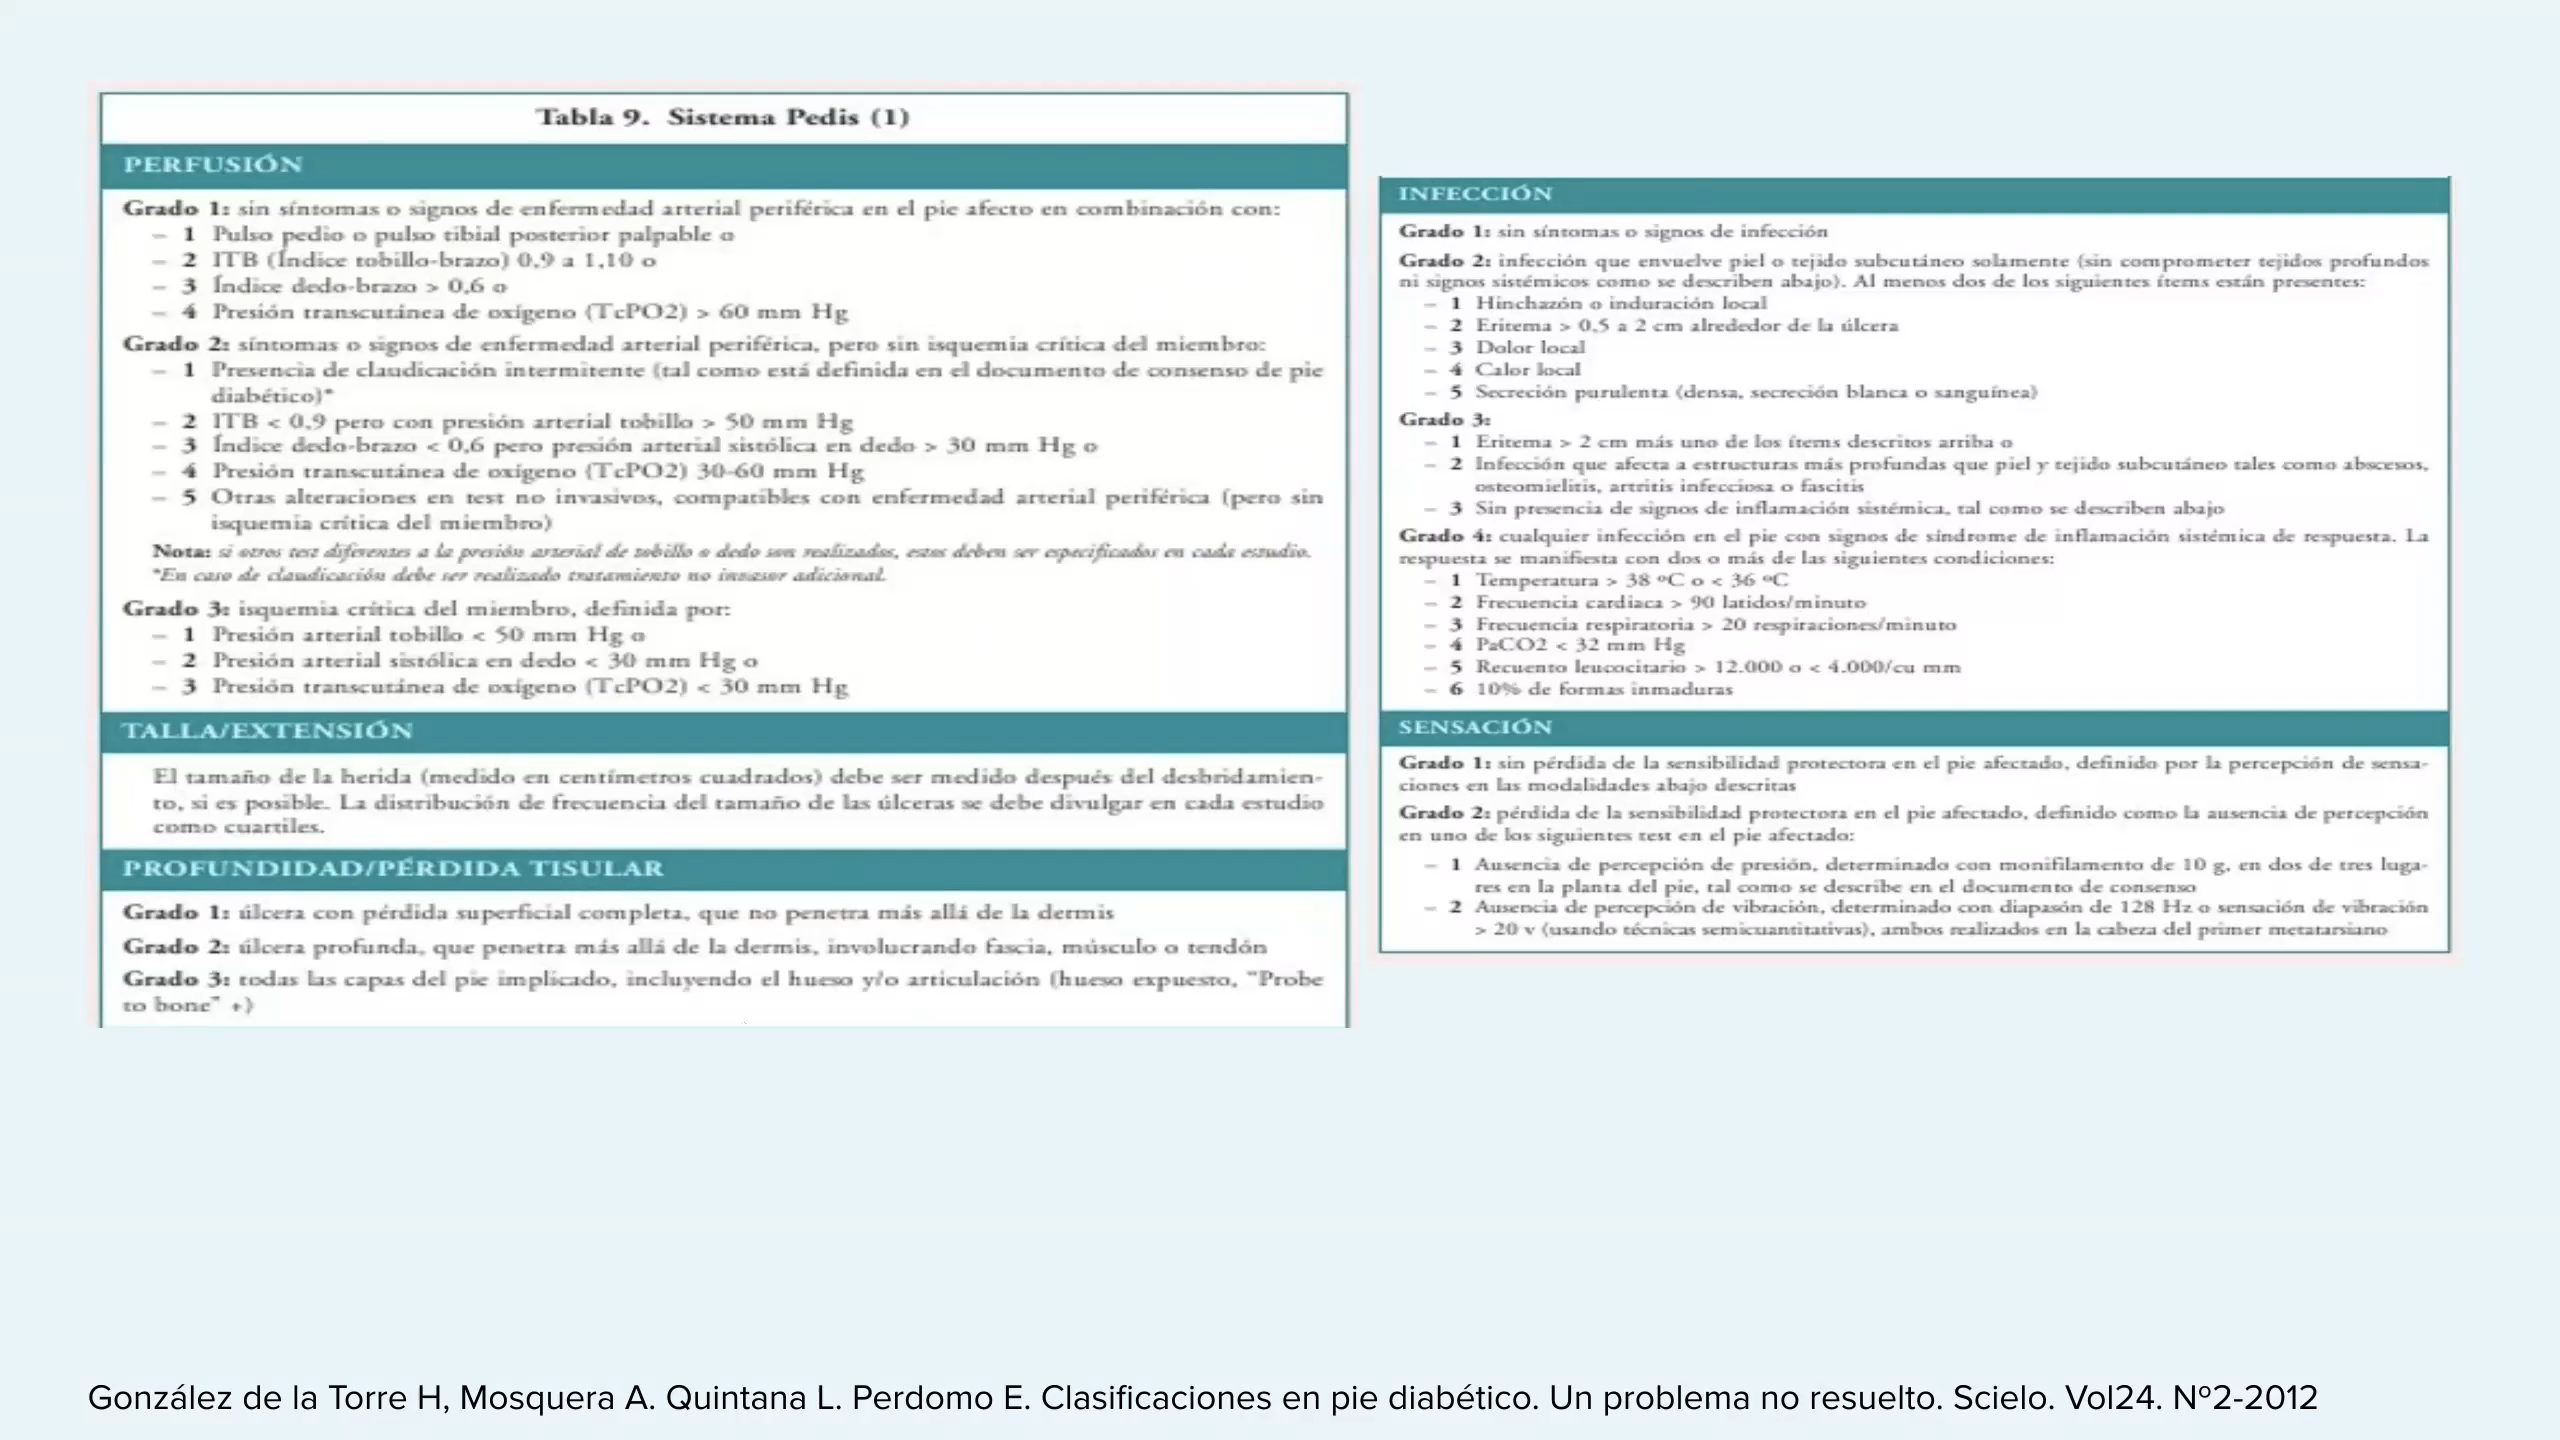 Tabla 9. Sistema Pedis (1)
PERFUSIÓN
Grado 1: sin síntomas o signos de enfermedad arterial periférica en el pie afecto en combinación con:
– 1 Pulso pedio o pulso tibial posterior palpable o
– 2 ITB (Índice tobillo-brazo) 0,9 a 1,10 o
– 3 Índice dedo-brazo > 0,6 o
– 4 Presión transcutánea de oxígeno (TcPO2) > 60 mm Hg
Grado 2: síntomas o signos de enfermedad arterial periférica, pero sin isquemia crítica del miembro:
– 1 Presencia de claudicación intermitente (tal como está definida en el documento de consenso de pie
diabético)*
– 2 ITB < 0,9 pero con presión arterial tobillo > 50 mm Hg
– 3 Índice dedo-brazo < 0,6 pero presión arterial sistólica en dedo > 30 mm Hg o
– 4 Presión transcutánea de oxígeno (TcPO2) 30-60 mm Hg
– 5 Otras alteraciones en test no invasivos, compatibles con enfermedad arterial periférica (pero sin
isquemia crítica del miembro)
Nota: si otros test diferentes a la presión arterial de tobillo o dedo son realizados, estos deben ser especificados en cada estudio.
*En caso de claudicación debe ser realizado tratamiento no invasor adicional.
Grado 3: isquemia crítica del miembro, definida por:
– 1 Presión arterial tobillo < 50 mm Hg o
– 2 Presión arterial sistólica en dedo < 30 mm Hg o
– 3 Presión transcutánea de oxígeno (TcPO2) < 30 mm Hg
TALLA/EXTENSIÓN
El tamaño de la herida (medido en centímetros cuadrados) debe ser medido después del desbridamien-
to, si es posible. La distribución de frecuencia del tamaño de las úlceras se debe divulgar en cada estudio
como cuartiles.
PROFUNDIDAD/PÉRDIDA TISULAR
Grado 1: úlcera con pérdida superficial completa, que no penetra más allá de la dermis
Grado 2: úlcera profunda, que penetra más allá de la dermis, involucrando fascia, músculo o tendón
Grado 3: todas las capas del pie implicado, incluyendo el hueso y/o articulación (hueso expuesto, "Probe
to bone" +)
INFECCIÓN
Grado 1: sin síntomas o signos de infección
Grado 2: infección que envuelve piel o tejido subcutáneo solamente (sin comprometer tejidos profundos
ni signos sistémicos como se describen abajo). Al menos dos de los siguientes ítems están presentes:
– 1 Hinchazón o induración local
– 2 Eritema > 0,5 a 2 cm alrededor de la úlcera
– 3 Dolor local
– 4 Calor local
– 5 Secreción purulenta (densa, secreción blanca o sanguínea)
Grado 3:
– 1 Eritema > 2 cm más uno de los ítems descritos arriba o
– 2 Infección que afecta a estructuras más profundas que piel y tejido subcutáneo tales como abscesos,
osteomielitis, artritis infecciosa o fascitis
– 3 Sin presencia de signos de inflamación sistémica, tal como se describen abajo
Grado 4: cualquier infección en el pie con signos de síndrome de inflamación sistémica de respuesta. La
respuesta se manifiesta con dos o más de las siguientes condiciones:
– 1 Temperatura > 38 ºC o < 36 ºC
– 2 Frecuencia cardiaca > 90 latidos/minuto
– 3 Frecuencia respiratoria > 20 respiraciones/minuto
– 4 PaCO2 < 32 mm Hg
– 5 Recuento leucocitario > 12.000 o < 4.000/cu mm
– 6 10% de formas inmaduras
SENSACIÓN
Grado 1: sin pérdida de la sensibilidad protectora en el pie afectado, definido por la percepción de sensa-
ciones en las modalidades abajo descritas
Grado 2: pérdida de la sensibilidad protectora en el pie afectado, definido como la ausencia de percepción
en uno de los siguientes test en el pie afectado:
– 1 Ausencia de percepción de presión, determinado con monifilamento de 10 g, en dos de tres luga-
res en la planta del pie, tal como se describe en el documento de consenso
– 2 Ausencia de percepción de vibración, determinado con diapasón de 128 Hz o sensación de vibración
> 20 v (usando técnicas semicuantitativas), ambos realizados en la cabeza del primer metatarsiano
González de la Torre H, Mosquera A. Quintana L. Perdomo E. Clasificaciones en pie diabético. Un problema no resuelto. Scielo. Vol24. Nº2-2012